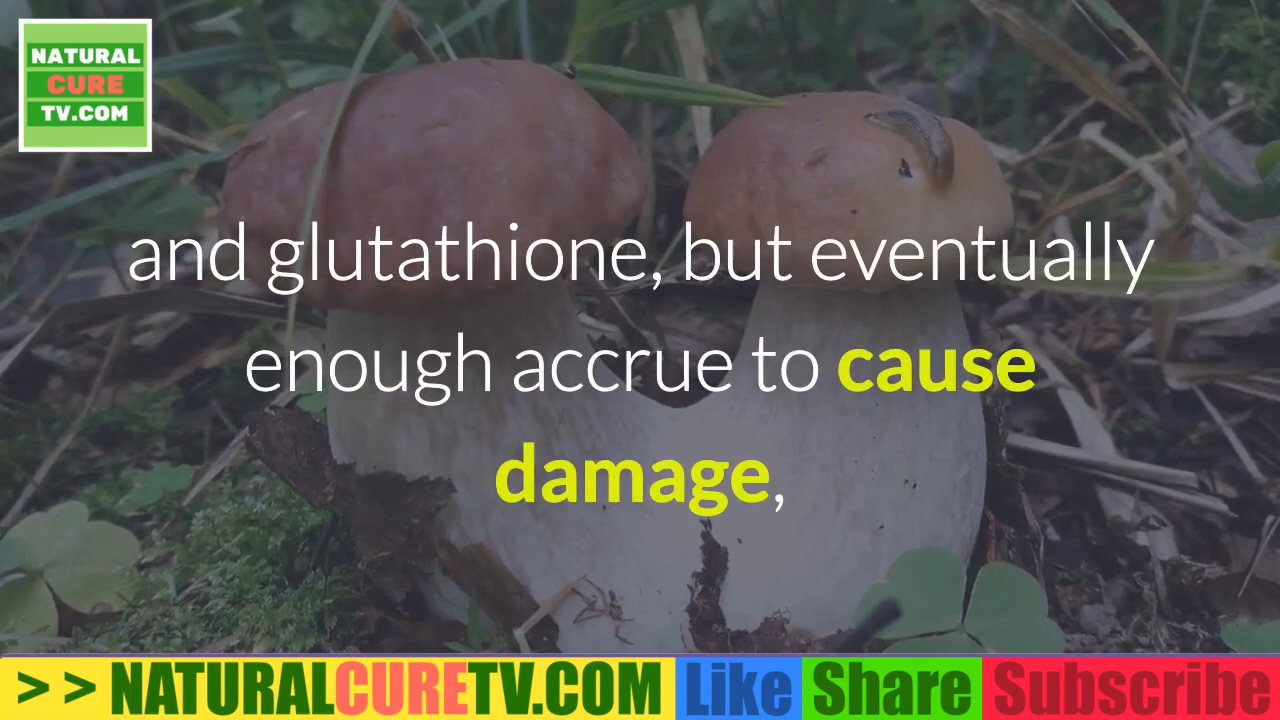 NATURAL
CURE
TV.COM
and glutathione, but eventually
enough accrue to cause
damage,
> > NATURALCURETV.COM Like Share Subscribe